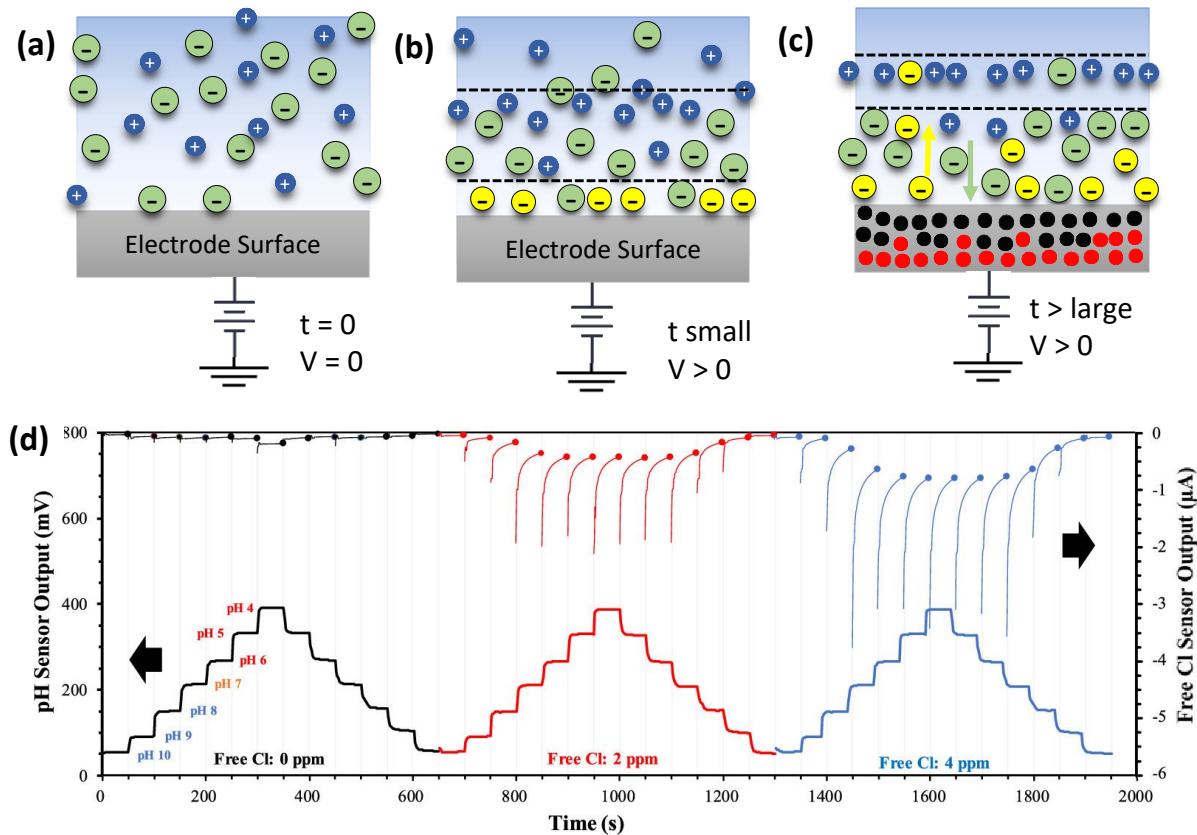 (a)
(b)
(c)
Electrode Surface
Electrode Surface
t = 0
V = 0
t small
V > 0
t > large
V > 0
(d)
pH Sensor Output (mV)
800
600
400
200
0
pH 4
pH 5
pH 6
pH 7
pH 8
pH 9
pH 10
Free Cl: 0 ppm
Free Cl: 2 ppm
Free Cl: 4 ppm
0
-1
-2
-3
-4
-5
-6
Free Cl Sensor Output (µA)
0 200 400 600 800 1000 1200 1400 1600 1800 2000
Time (s)